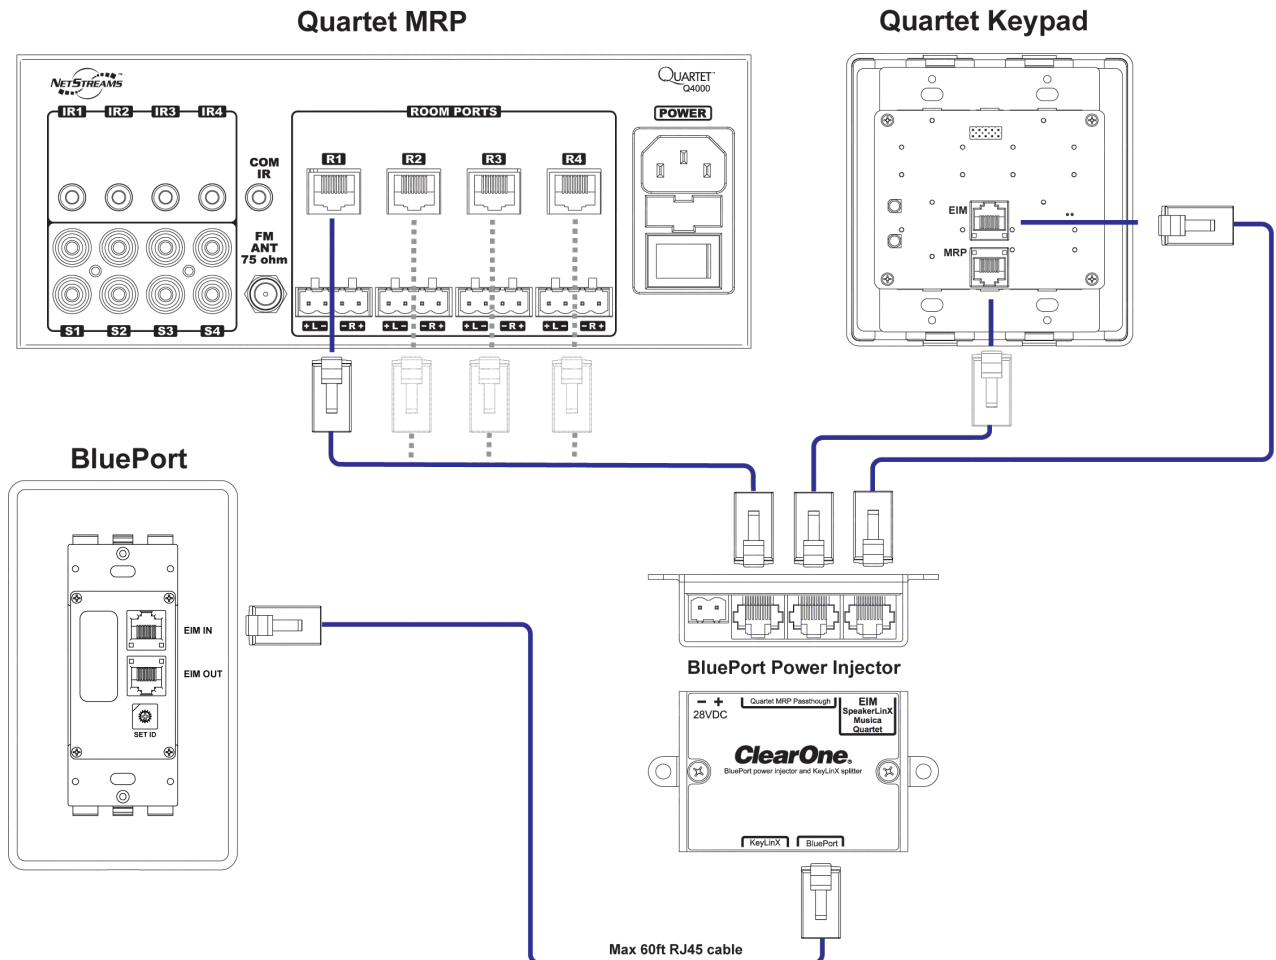 Quartet MRP
Quartet Keypad
NETSTREAMS™
QUARTET™
Q4000
IR1 IR2 IR3 IR4
ROOM PORTS
POWER
COM
IR
R1 R2 R3 R4
FM
ANT
75 ohm
S1 S2 S3 S4
+ L − − R + + L − − R + + L − − R + + L − − R +
EIM
MRP
BluePort
EIM IN
EIM OUT
SET ID
BluePort Power Injector
− +
28VDC
Quartet MRP Passthough
EIM
SpeakerLinX
Musica
Quartet
ClearOne.
BluePort power injector and KeyLinX splitter
KeyLinX BluePort
Max 60ft RJ45 cable